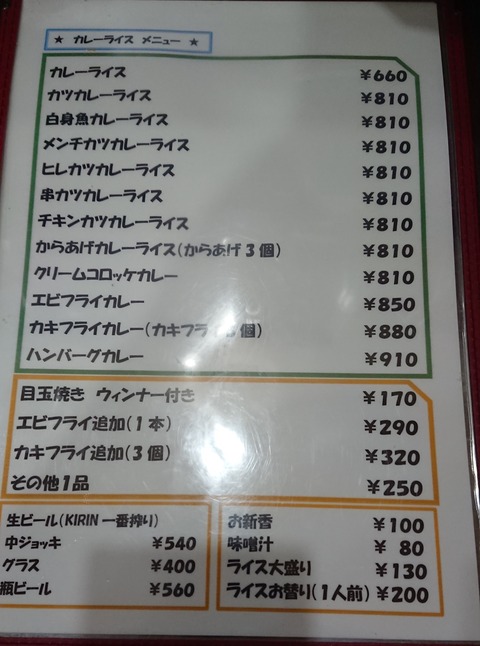 ★ カレーライス メニュー ★
カレーライス ¥660
カツカレーライス ¥810
白身魚カレーライス ¥810
メンチカツカレーライス ¥810
ヒレカツカレーライス ¥810
串カツカレーライス ¥810
チキンカツカレーライス ¥810
からあげカレーライス(からあげ3個) ¥810
クリームコロッケカレー ¥810
エビフライカレー ¥850
カキフライカレー(カキフライ 個) ¥880
ハンバーグカレー ¥910
目玉焼き ウィンナー付き ¥170
エビフライ追加(1本) ¥290
カキフライ追加(3個) ¥320
その他1品 ¥250
生ビール(KIRIN 一番搾り)
中ジョッキ ¥540
グラス ¥400
瓶ビール ¥560
お新香 ¥100
味噌汁 ¥ 80
ライス大盛り ¥130
ライスお替り(1人前) ¥200